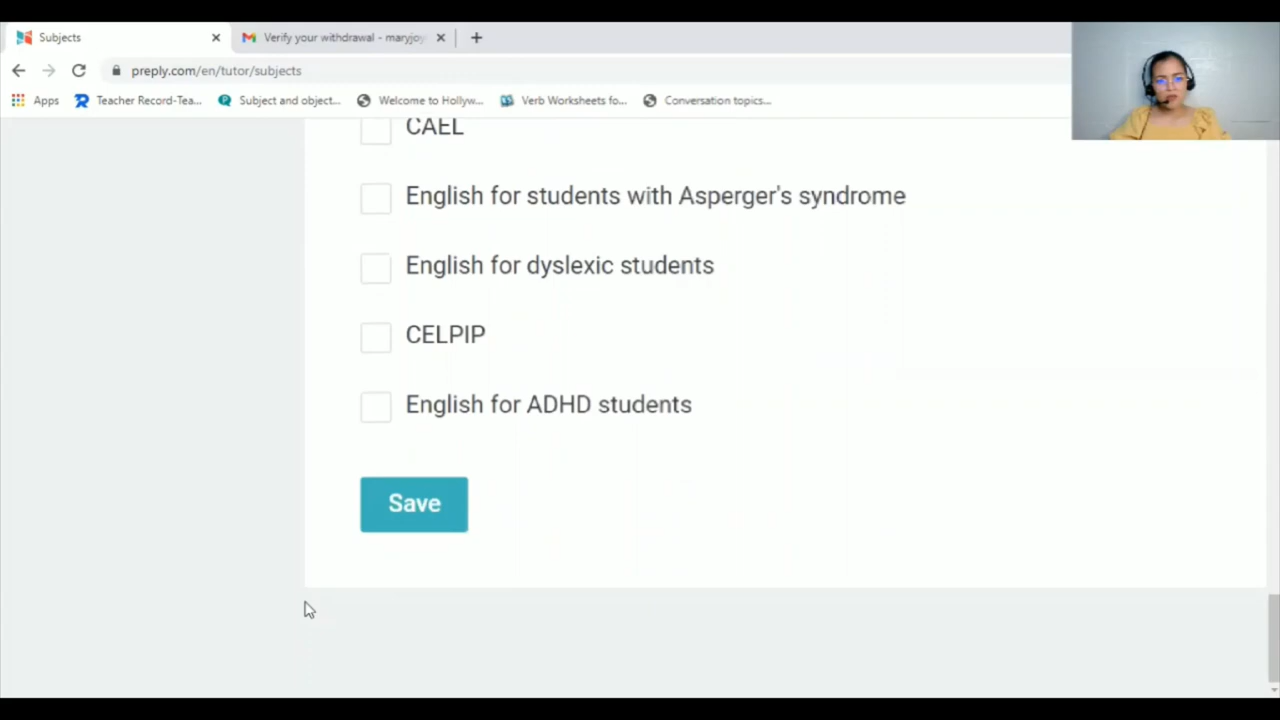 Subjects
Verify your withdrawal - maryjoy
preply.com/en/tutor/subjects
Apps Teacher Record-Tea... Subject and object... Welcome to Hollyw... Verb Worksheets fo... Conversation topics...
CAEL
English for students with Asperger's syndrome
English for dyslexic students
CELPIP
English for ADHD students
Save